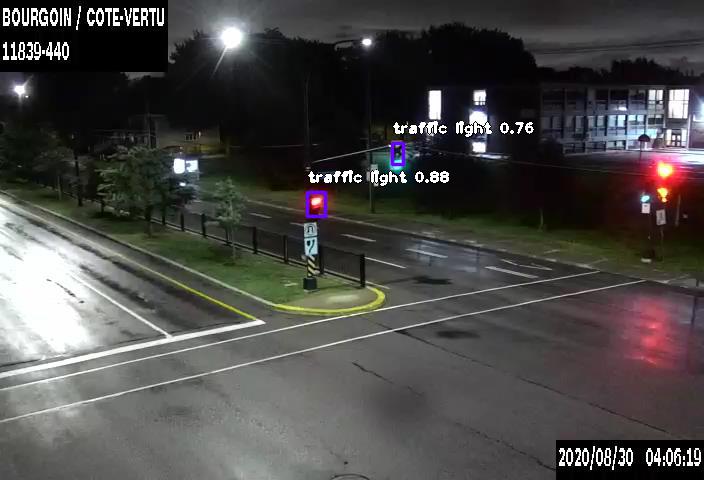 BOURGOIN / COTE-VERTU
11839-440
traffic light 0.76
traffic light 0.88
2020/08/30 04:06:19